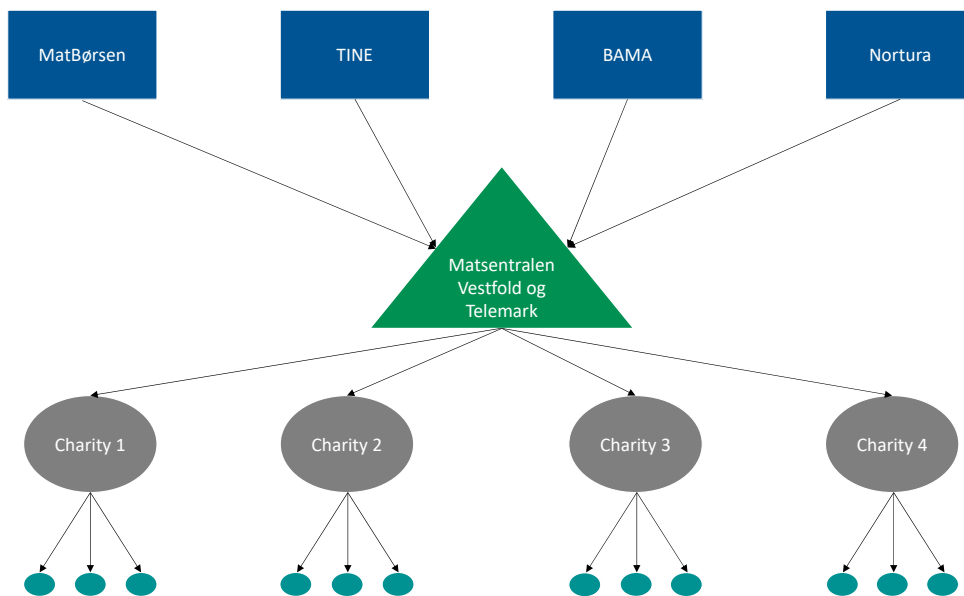 MatBørsen
TINE
BAMA
Nortura
Matsentralen
Vestfold og
Telemark
Charity 1
Charity 2
Charity 3
Charity 4